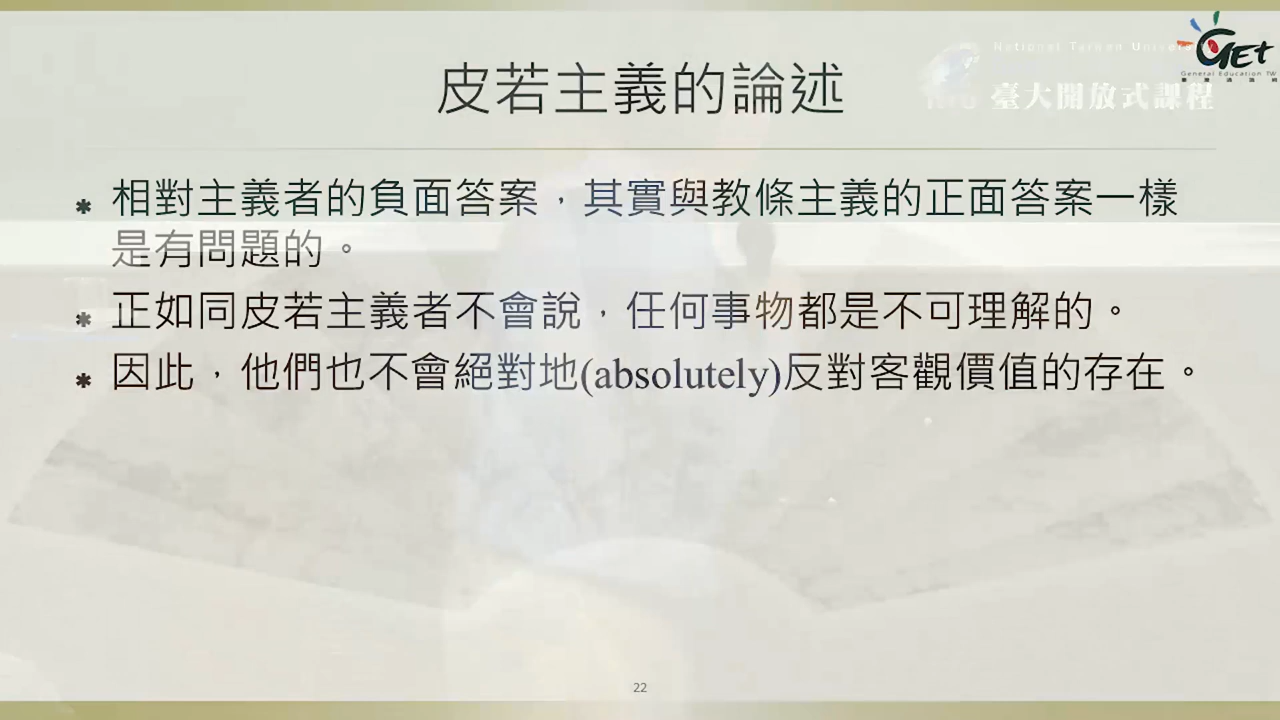 National Taiwan University
GEt
General Education TW
臺大開放式課程
皮若主義的論述
相對主義者的負面答案，其實與教條主義的正面答案一樣
是有問題的。
正如同皮若主義者不會說，任何事物都是不可理解的。
因此，他們也不會絕對地(absolutely)反對客觀價值的存在。
22